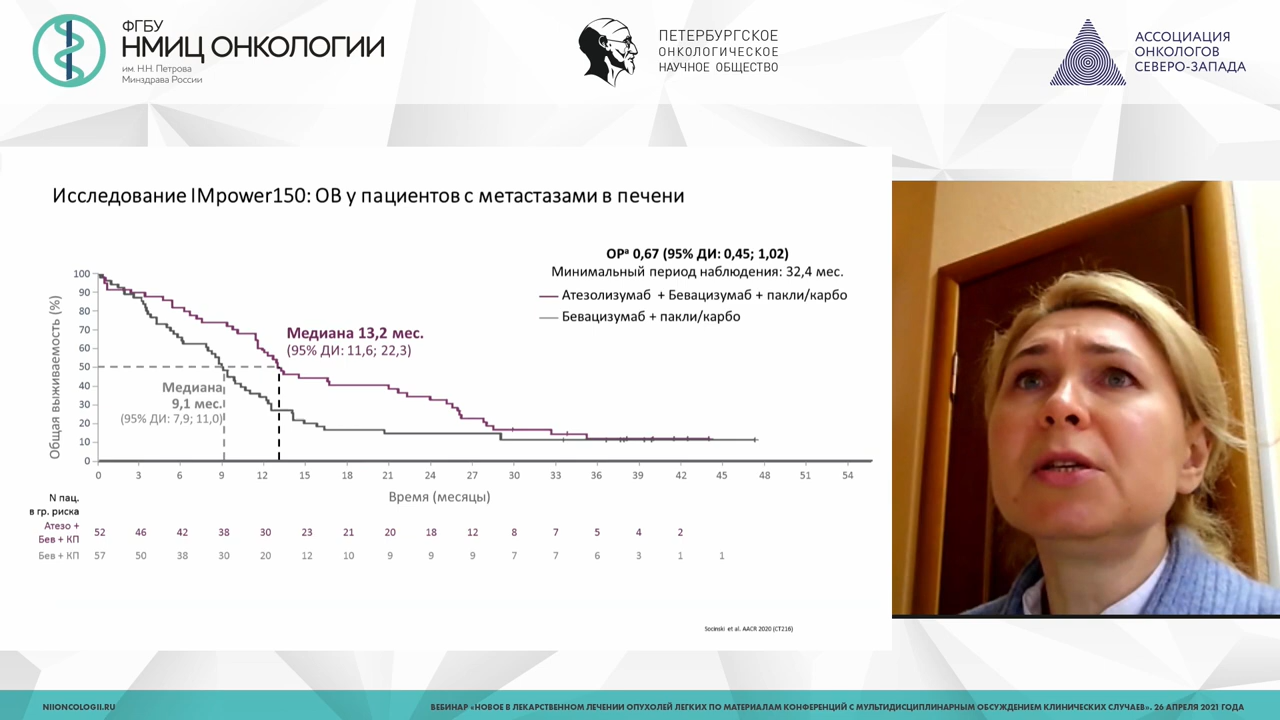 ФГБУ
НМИЦ ОНКОЛОГИИ
им. Н.Н. Петрова
Минздрава России
ПЕТЕРБУРГСКОЕ
ОНКОЛОГИЧЕСКОЕ
НАУЧНОЕ ОБЩЕСТВО
АССОЦИАЦИЯ
ОНКОЛОГОВ
СЕВЕРО-ЗАПАДА
Исследование IMpower150: ОВ у пациентов с метастазами в печени
ОРª 0,67 (95% ДИ: 0,45; 1,02)
Минимальный период наблюдения: 32,4 мес.
Атезолизумаб + Бевацизумаб + пакли/карбо
Бевацизумаб + пакли/карбо
Общая выживаемость (%)
100
90
80
70
60
50
40
30
20
10
0
Медиана 13,2 мес.
(95% ДИ: 11,6; 22,3)
Медиана
9,1 мес.
(95% ДИ: 7,9; 11,0)
0 3 6 9 12 15 18 21 24 27 30 33 36 39 42 45 48 51 54
Время (месяцы)
N пац.
в гр. риска
Атезо +
Бев + КП 52 46 42 38 30 23 21 20 18 12 8 7 5 4 2
Бев + КП 57 50 38 30 20 12 10 9 9 9 7 7 6 3 1 1
Socinski et al. AACR 2020 (CT216)
NIIONCOLOGII.RU
ВЕБИНАР «НОВОЕ В ЛЕКАРСТВЕННОМ ЛЕЧЕНИИ ОПУХОЛЕЙ ЛЕГКИХ ПО МАТЕРИАЛАМ КОНФЕРЕНЦИЙ С МУЛЬТИДИСЦИПЛИНАРНЫМ ОБСУЖДЕНИЕМ КЛИНИЧЕСКИХ СЛУЧАЕВ». 26 АПРЕЛЯ 2021 ГОДА